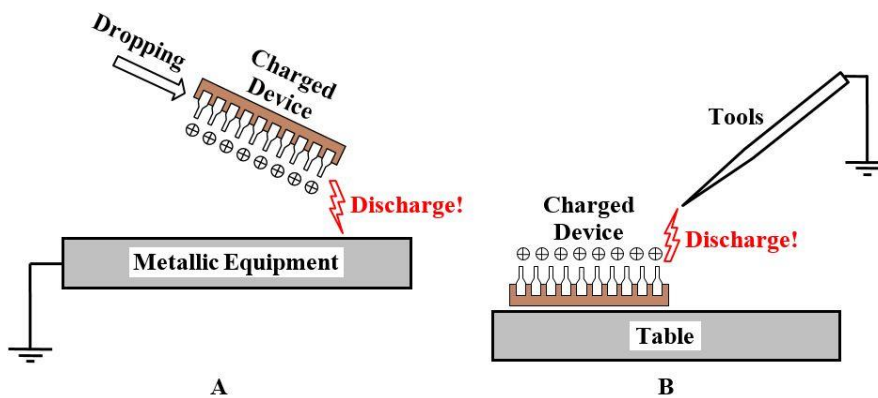 Dropping
Charged
Device
Discharge!
Metallic Equipment
A
Tools
Charged
Device
Discharge!
Table
B